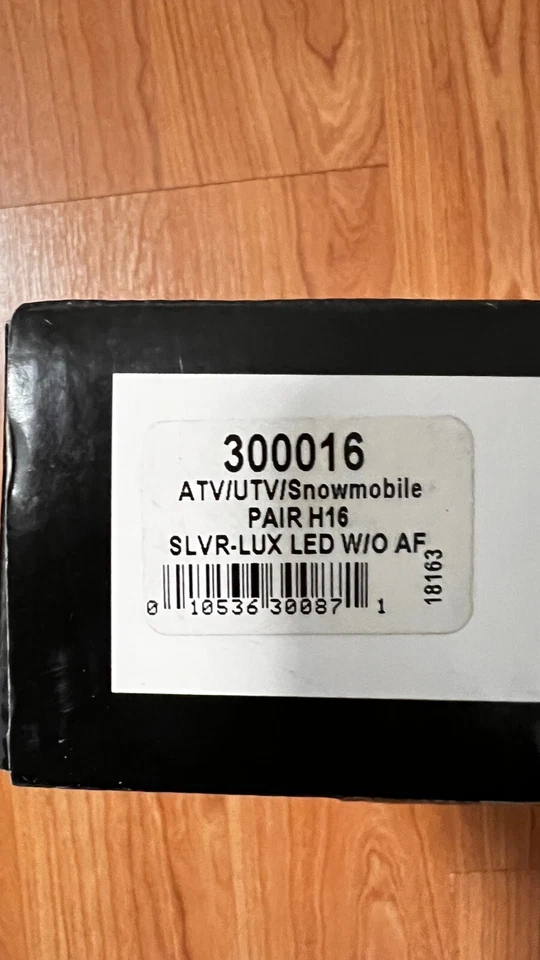 300016
ATV/UTV/Snowmobile
PAIR H16
SLVR-LUX LED W/O AF
18163
0 10536 30087 1